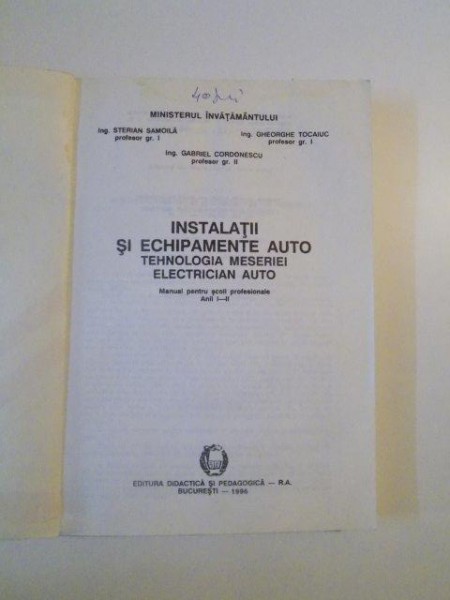 MINISTERUL ÎNVĂŢĂMÂNTULUI
ing. STERIAN SAMOILĂ
profesor gr. I
ing. GHEORGHE TOCAIUC
profesor gr. I
ing. GABRIEL CORDONESCU
profesor gr. II
INSTALAŢII
ŞI ECHIPAMENTE AUTO
TEHNOLOGIA MESERIEI
ELECTRICIAN AUTO
Manual pentru şcoli profesionale
Anii I—II
EDITURA DIDACTICĂ ŞI PEDAGOGICĂ — R.A.
BUCUREŞTI — 1996